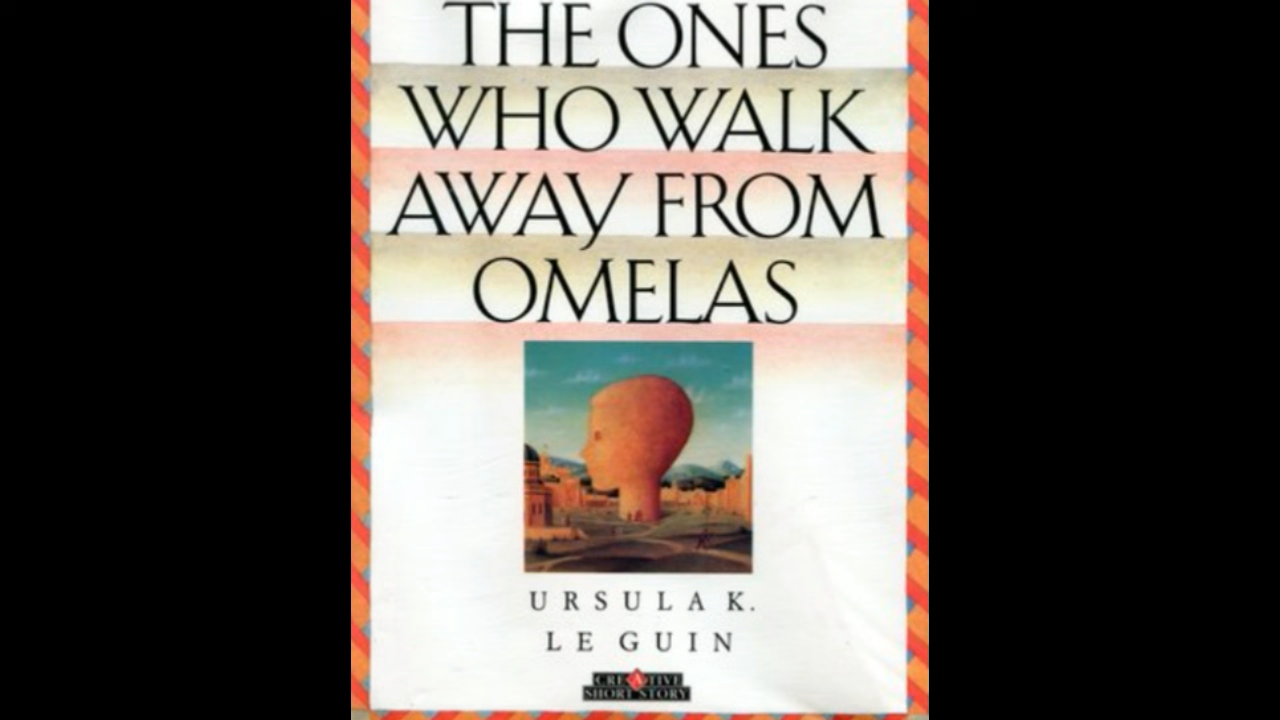 THE ONES
WHO WALK
AWAY FROM
OMELAS
URSULA K.
LE GUIN
CREATIVE
SHORT STORY